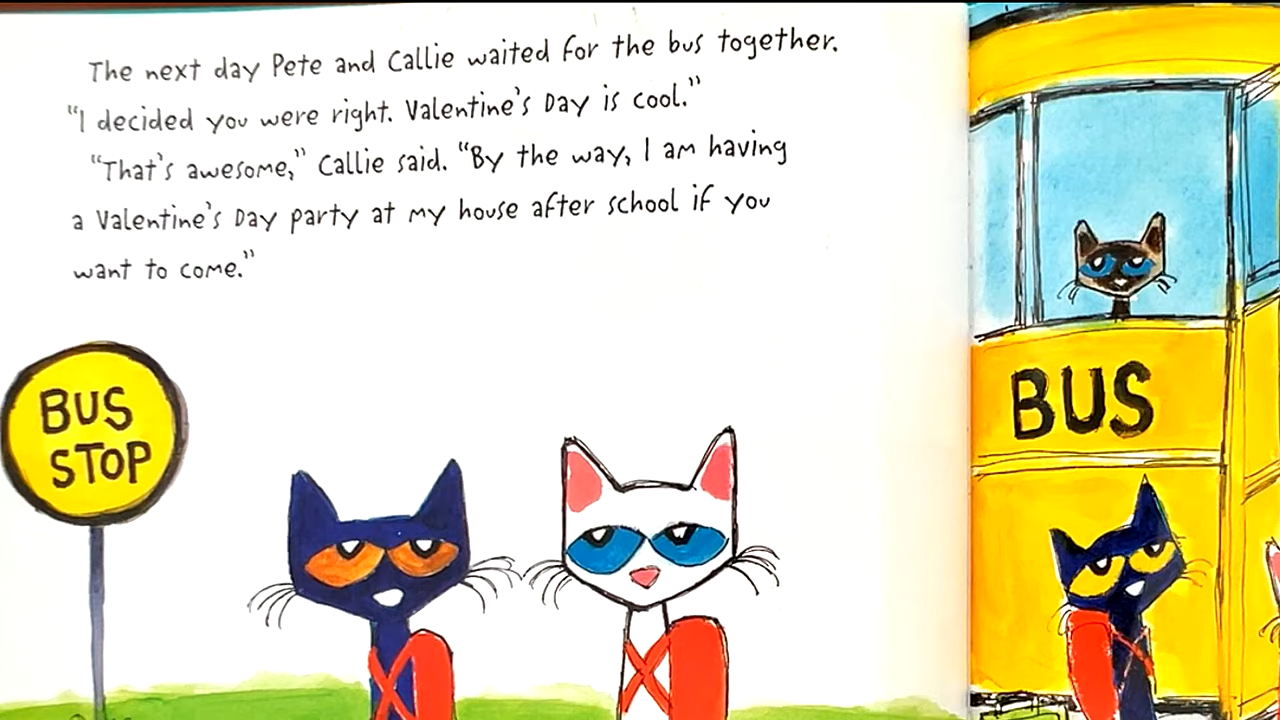 The next day Pete and Callie waited for the bus together.
"I decided you were right. Valentine's Day is cool."
"That's awesome," Callie said. "By the way, I am having
a Valentine's Day party at my house after school if you
want to come."
BUS
STOP
BUS